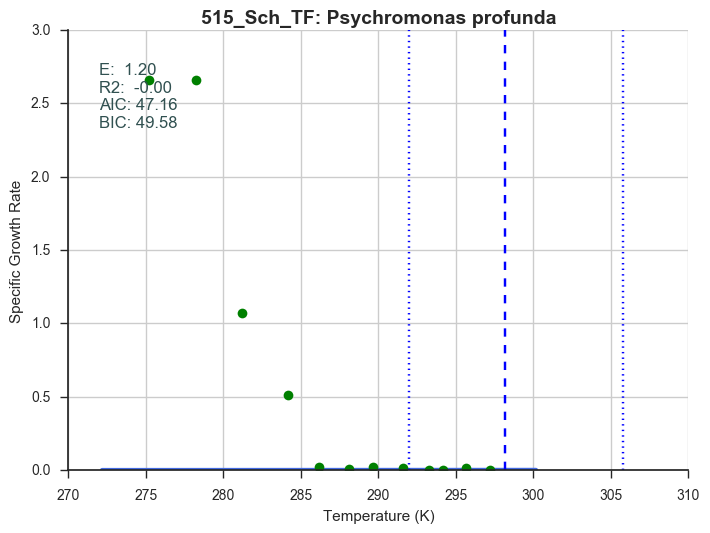 515_Sch_TF: Psychromonas profunda
E:  1.20
R2:  -0.00
AIC: 47.16
BIC: 49.58
Specific Growth Rate
3.0
2.5
2.0
1.5
1.0
0.5
0.0
270 275 280 285 290 295 300 305 310
Temperature (K)